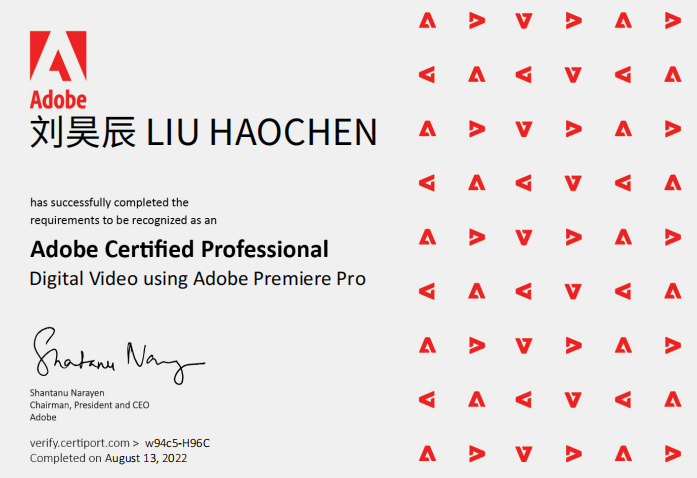 Adobe
刘昊辰 LIU HAOCHEN
has successfully completed the
requirements to be recognized as an
Adobe Certified Professional
Digital Video using Adobe Premiere Pro
Shantanu Narayen
Shantanu Narayen
Chairman, President and CEO
Adobe
verify.certiport.com > w94c5-H96C
Completed on August 13, 2022